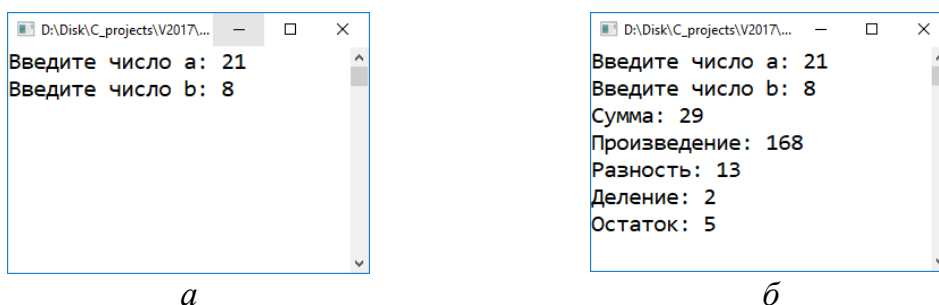 D:\Disk\C_projects\V2017\...
Введите число a: 21
Введите число b: 8
а
D:\Disk\C_projects\V2017\...
Введите число a: 21
Введите число b: 8
Сумма: 29
Произведение: 168
Разность: 13
Деление: 2
Остаток: 5
б